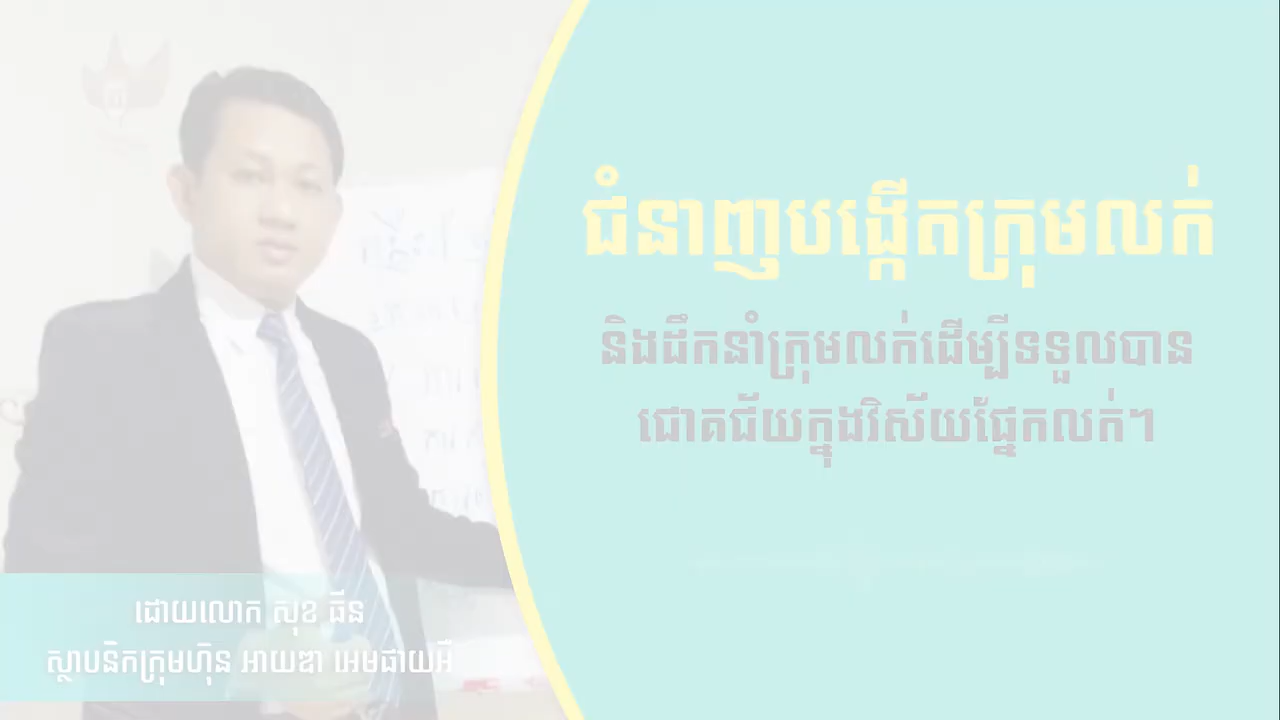 ជំនាញបង្កើតក្រុមលក់
និងដឹកនាំក្រុមលក់ដើម្បីទទួលបាន
ជោគជ័យក្នុងវិស័យផ្នែកលក់ៗ
ដោយលោក សុខ ធីន
ស្ថាបនិកក្រុមហ៊ុន អាយឌា អេមផាយអឺ